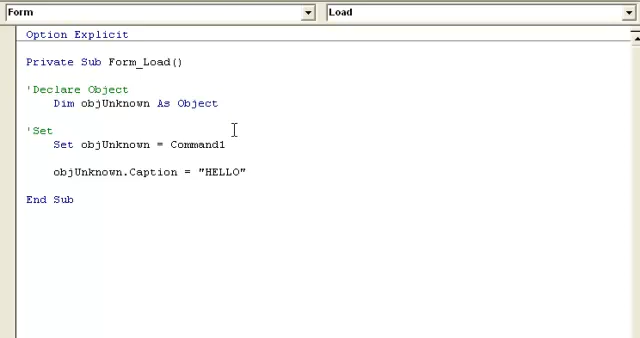 Form Load
Option Explicit
Private Sub Form_Load()
'Declare Object
Dim objUnknown As Object
'Set
Set objUnknown = Command1
objUnknown.Caption = "HELLO"
End Sub